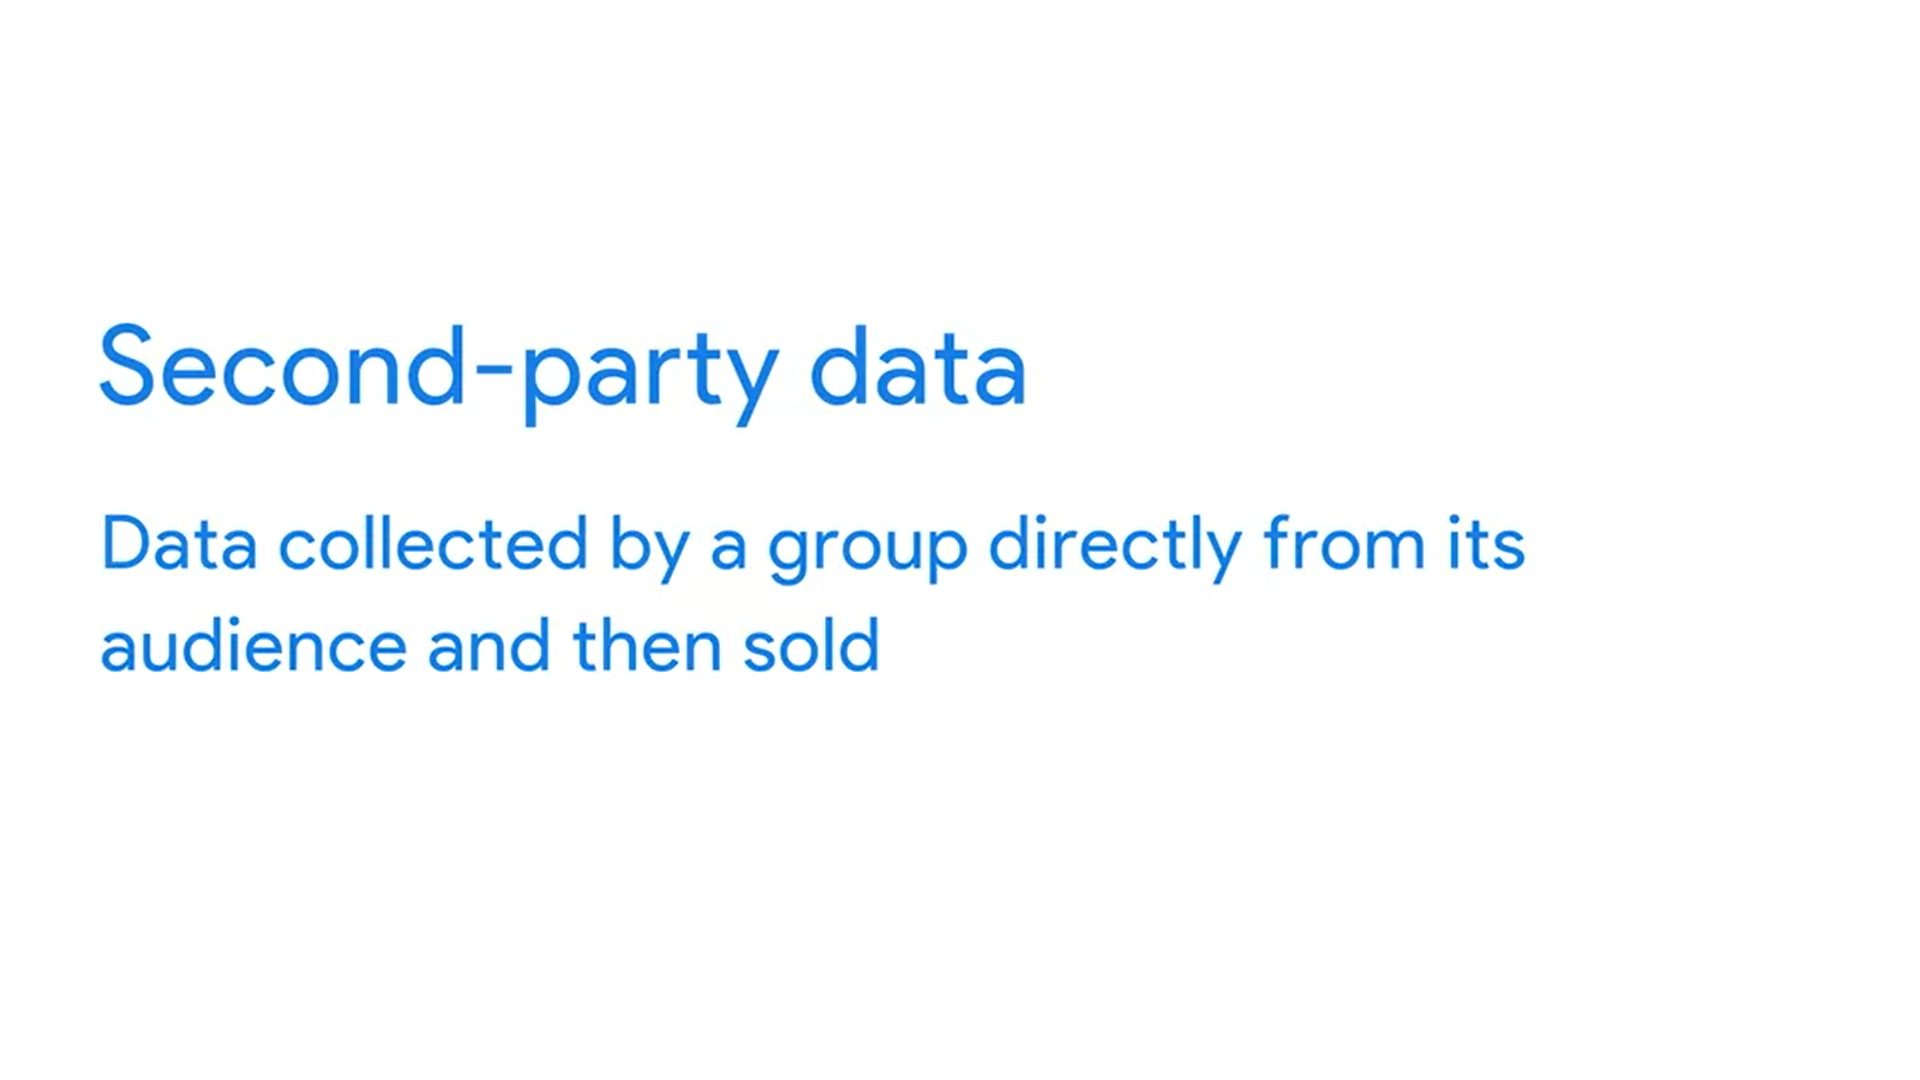 Second-party data
Data collected by a group directly from its
audience and then sold